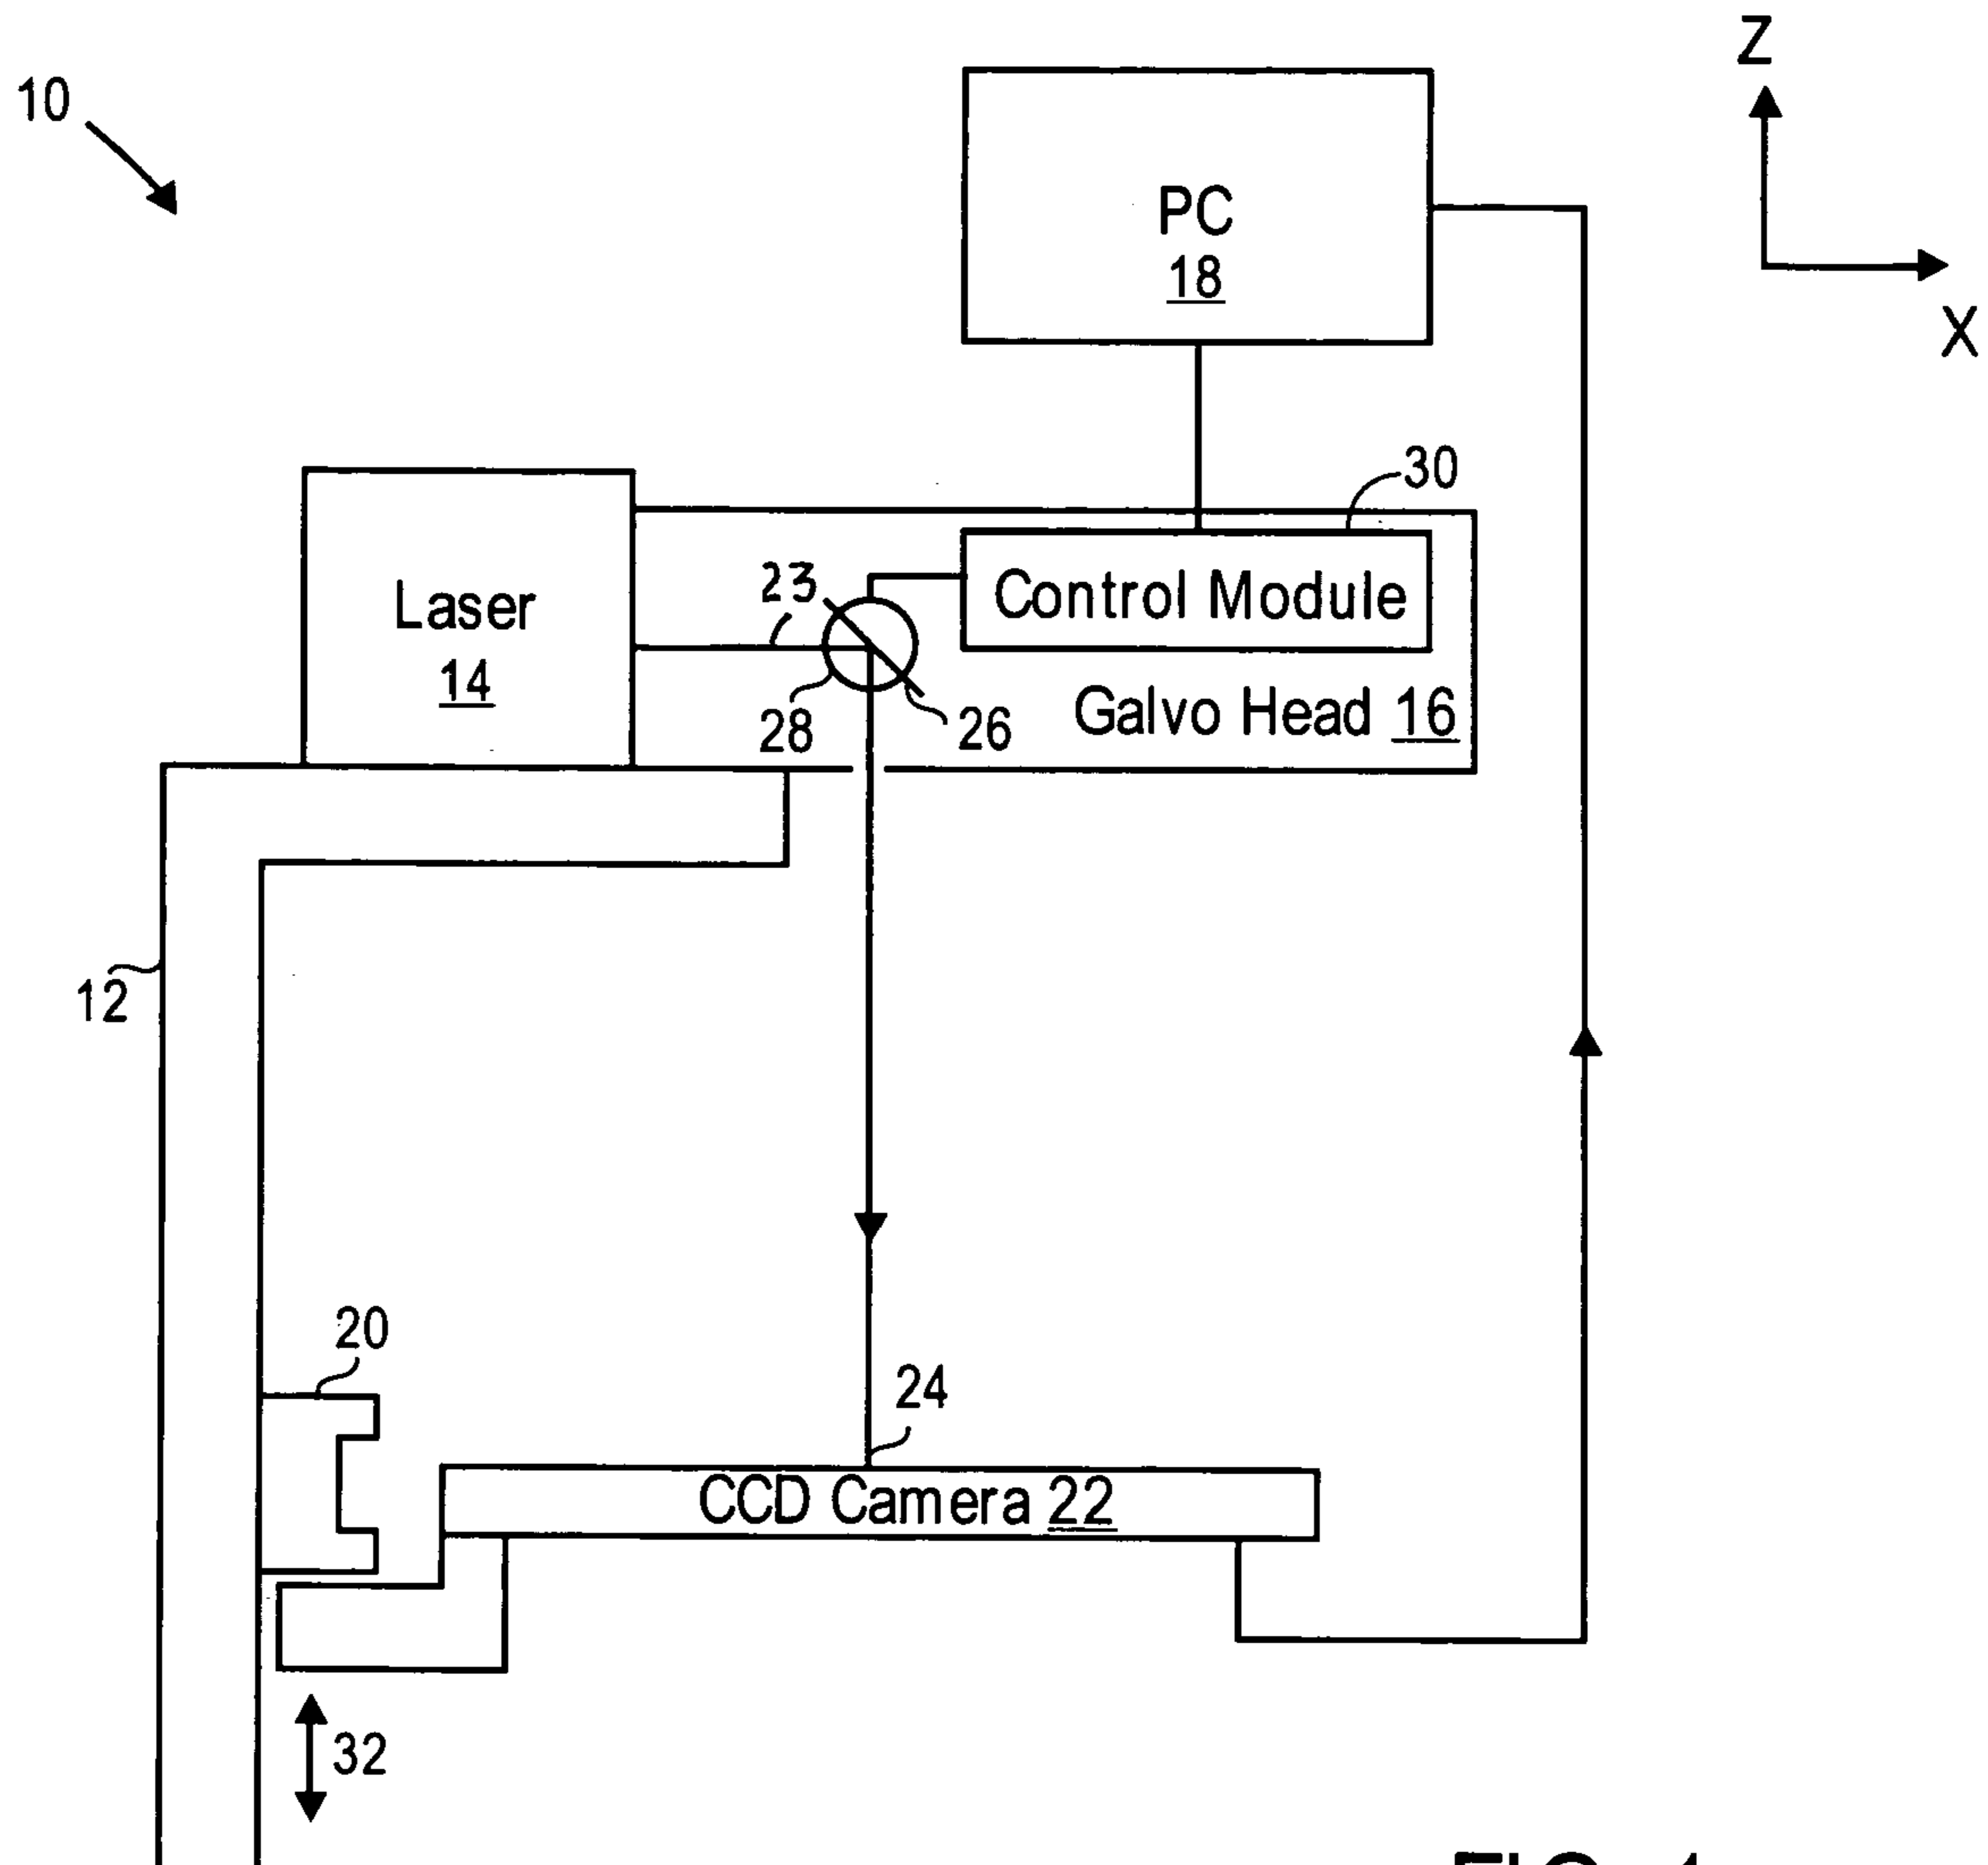 10
Z
X
PC
18
30
Laser
14
23
Control Module
28
26
Galvo Head 16
12
20
24
CCD Camera 22
32